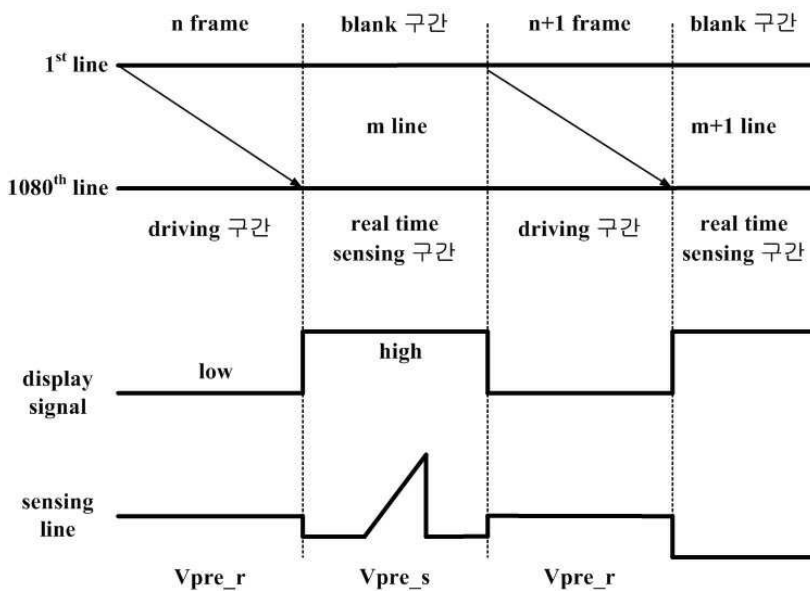 n frame
blank 구간
n+1 frame
blank 구간
1st line
m line
m+1 line
1080th line
driving 구간
real time
sensing 구간
driving 구간
real time
sensing 구간
low
high
display
signal
sensing
line
Vpre_r
Vpre_s
Vpre_r